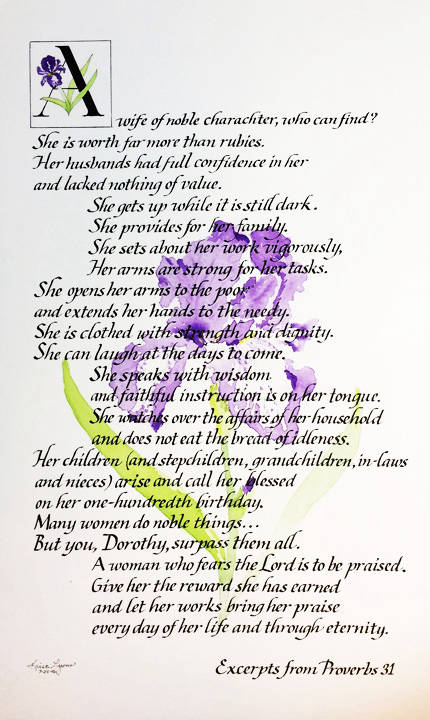 A wife of noble charachter, who can find?
She is worth far more than rubies.
Her husbands had full confidence in her
and lacked nothing of value.
She gets up while it is still dark.
She provides for her family.
She sets about her work vigorously,
Her arms are strong for her tasks.
She opens her arms to the poor
and extends her hands to the needy.
She is clothed with strength and dignity.
She can laugh at the days to come.
She speaks with wisdom
and faithful instruction is on her tongue.
She watches over the affairs of her household
and does not eat the bread of idleness.
Her children (and stepchildren, grandchildren, in-laws
and nieces) arise and call her blessed
on her one-hundredth birthday.
Many women do noble things...
But you, Dorothy, surpass them all.
A woman who fears the Lord is to be praised.
Give her the reward she has earned
and let her works bring her praise
every day of her life and through eternity.
Excerpts from Proverbs 31